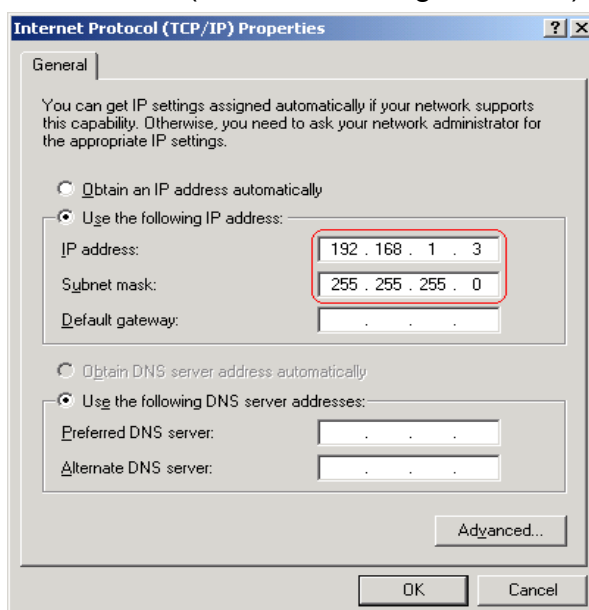 Internet Protocol (TCP/IP) Properties ? ×
General
You can get IP settings assigned automatically if your network supports
this capability. Otherwise, you need to ask your network administrator for
the appropriate IP settings.
Obtain an IP address automatically
Use the following IP address:
IP address: 192 . 168 . 1 . 3
Subnet mask: 255 . 255 . 255 . 0
Default gateway: . . .
Obtain DNS server address automatically
Use the following DNS server addresses:
Preferred DNS server: . . .
Alternate DNS server: . . .
Advanced...
OK Cancel